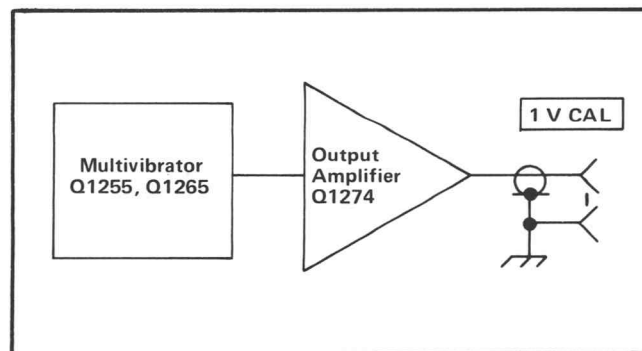 Multivibrator
Q1255, Q1265
Output
Amplifier
Q1274
1 V CAL